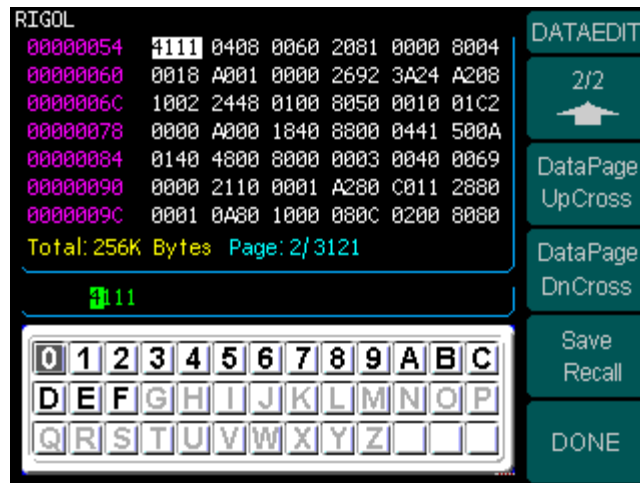 RIGOL
00000054 4111 0408 0060 2081 0000 8004
00000060 0018 A001 0000 2692 3A24 A208
0000006C 1002 2448 0100 8050 0010 01C2
00000078 0000 A000 1840 8800 0441 500A
00000084 0140 4800 8000 0003 0040 0069
00000090 0000 2110 0001 A280 C011 2880
0000009C 0001 0A80 1000 080C 0200 8080
Total: 256K Bytes Page: 2/3121
4111
0 1 2 3 4 5 6 7 8 9 A B C
D E F G H I J K L M N O P
Q R S T U V W X Y Z
DATAEDIT
2/2
DataPage
UpCross
DataPage
DnCross
Save
Recall
DONE